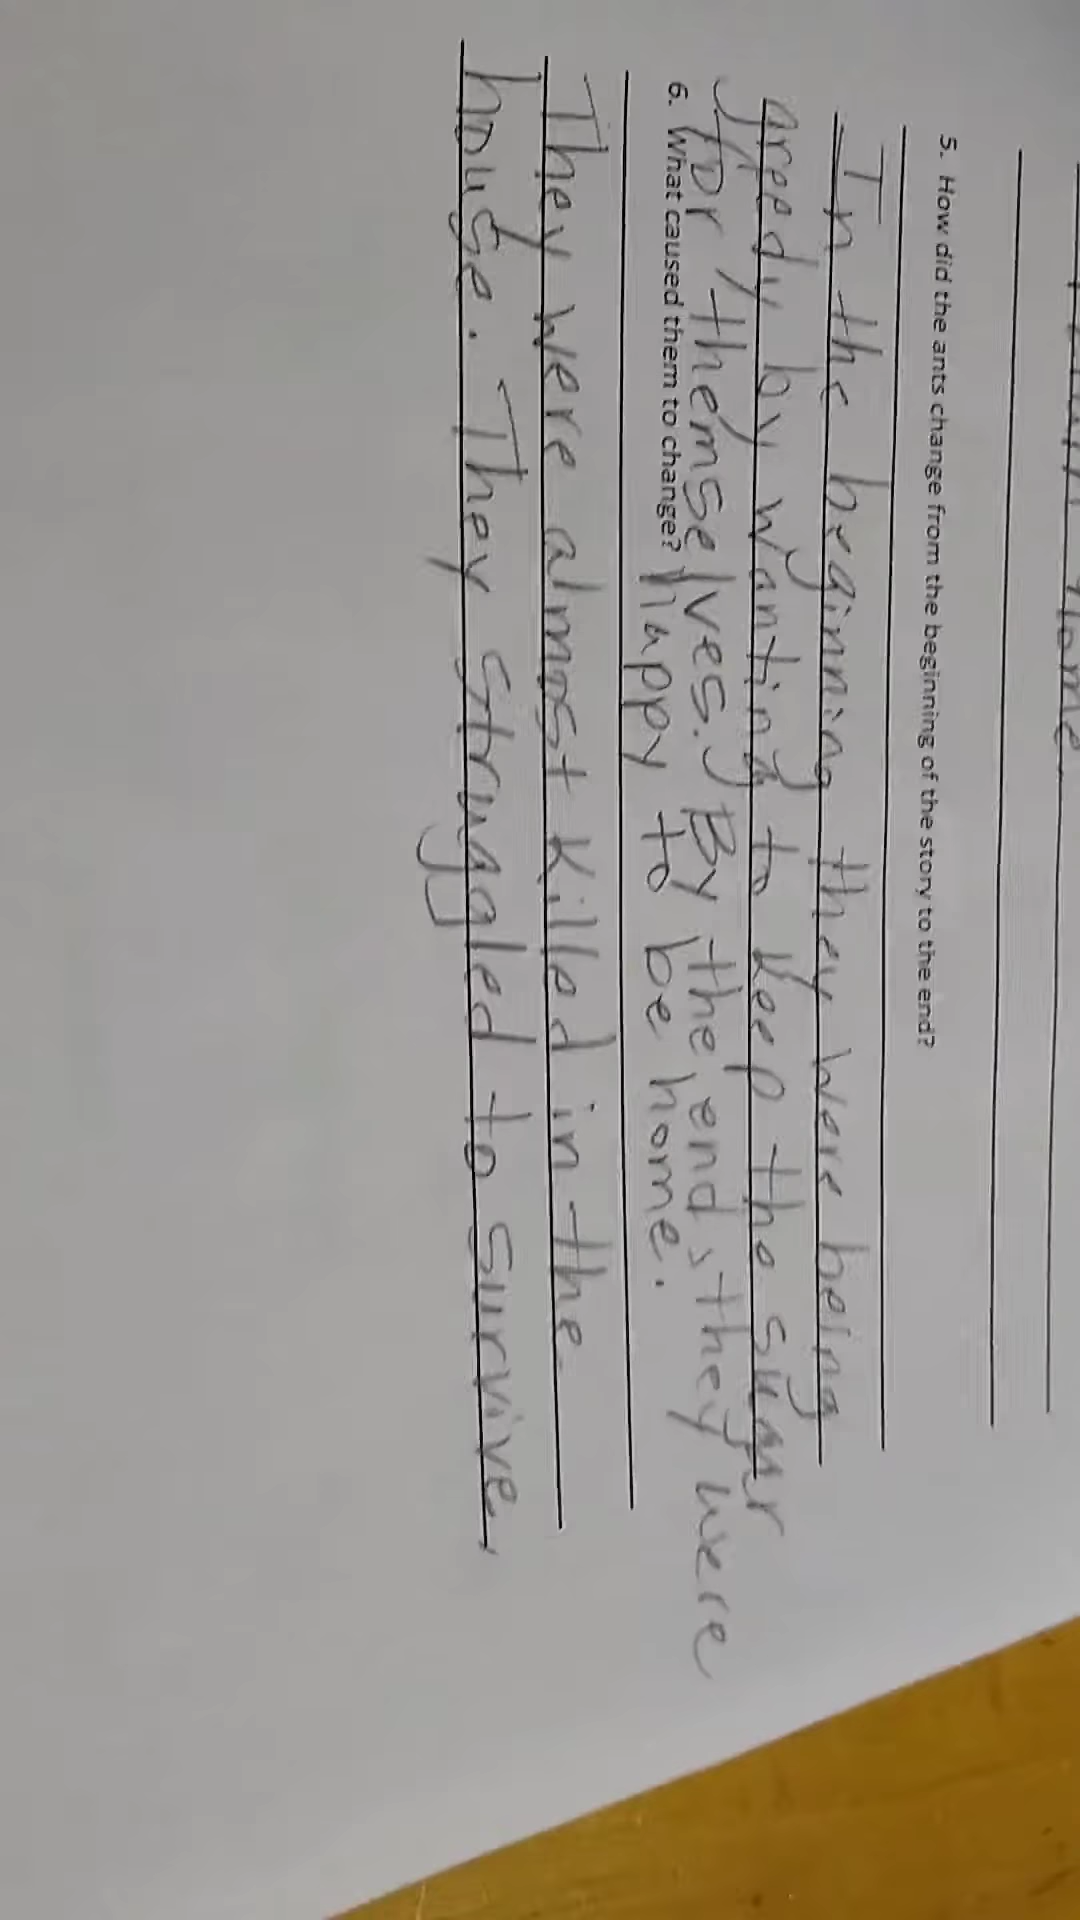 home
5. How did the ants change from the beginning of the story to the end?
In the beginning they were being
greedy by wanting to keep the sugar
for themselves. By the end, they were
happy to be home.
6. What caused them to change?
They were almost killed in the
house. They struggled to survive.